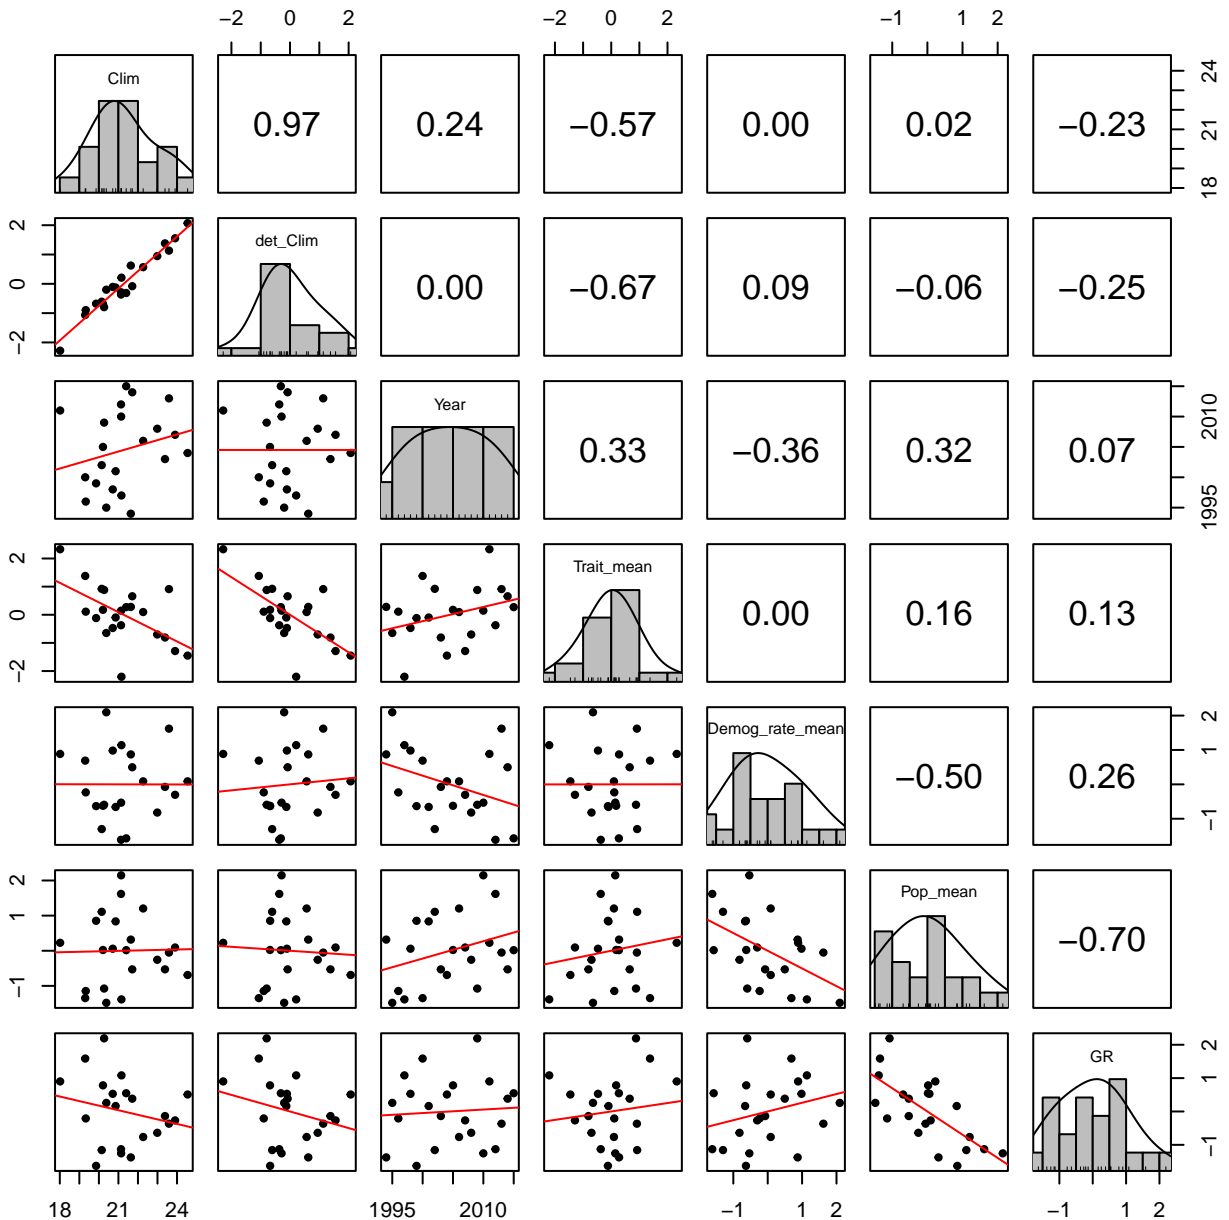 −2 0 2 −2 0 2 −1 1 2
Clim 0.97 0.24 −0.57 0.00 0.02 −0.23 18 21 24
−2 0 2 det_Clim 0.00 −0.67 0.09 −0.06 −0.25
Year 0.33 −0.36 0.32 0.07 1995 2010
−2 0 2 Trait_mean 0.00 0.16 0.13
Demog_rate_mean −0.50 0.26 −1 1 2
−1 1 2 Pop_mean −0.70
GR −1 1 2
18 21 24 1995 2010 −1 1 2 −1 1 2